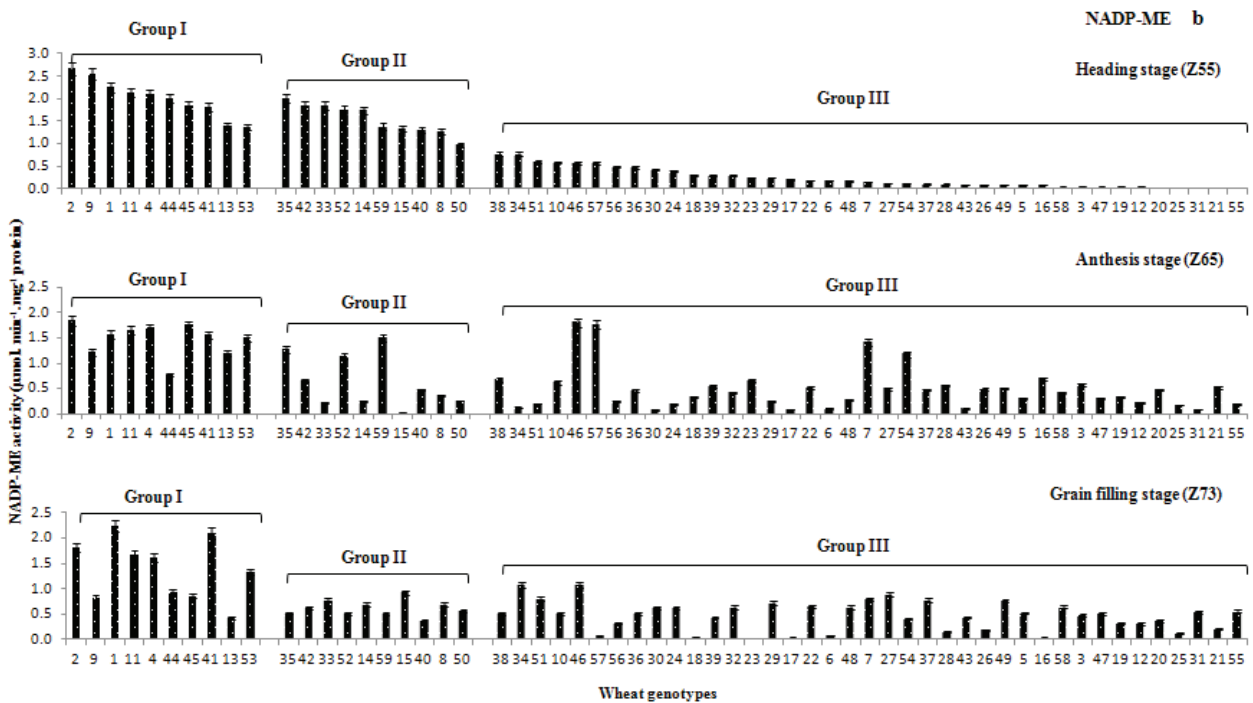 NADP-ME b
NADP-ME activity (µmol. min⁻¹. mg⁻¹ protein)
Heading stage (Z55)
Group I
Group II
Group III
3.0
2.5
2.0
1.5
1.0
0.5
0.0
2 9 1 11 4 44 45 41 13 53 35 42 33 52 14 59 15 40 8 50 38 34 51 10 46 57 56 36 30 24 18 39 32 23 29 17 22 6 48 7 27 54 37 28 43 26 49 5 16 58 3 47 19 12 20 25 31 21 55
Anthesis stage (Z65)
Group I
Group II
Group III
2.5
2.0
1.5
1.0
0.5
0.0
2 9 1 11 4 44 45 41 13 53 35 42 33 52 14 59 15 40 8 50 38 34 51 10 46 57 56 36 30 24 18 39 32 23 29 17 22 6 48 7 27 54 37 28 43 26 49 5 16 58 3 47 19 12 20 25 31 21 55
Grain filling stage (Z73)
Group I
Group II
Group III
2.5
2.0
1.5
1.0
0.5
0.0
2 9 1 11 4 44 45 41 13 53 35 42 33 52 14 59 15 40 8 50 38 34 51 10 46 57 56 36 30 24 18 39 32 23 29 17 22 6 48 7 27 54 37 28 43 26 49 5 16 58 3 47 19 12 20 25 31 21 55
Wheat genotypes